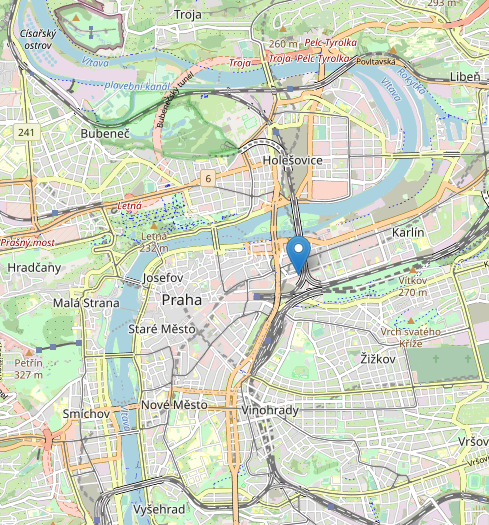 Troja
293 m
Císařský
ostrov
260 m
Pelc-Tyrolka
Vltava
Troja
Troja
Pelc-Tyrolka
Povltavská
Rokytka
Libeň
plavební kanál
Vltava
Bubenečský tunel
241
Bubeneč
Holešovice
6
Letná
Karlín
Prašný most
Letná
232 m
Hradčany
Josefov
Vítkov
270 m
Malá Strana
Praha
Staré Město
Vrch svatého
Kříže
Žižkov
Petřín
327 m
Smíchov
Nové Město
Vinohrady
Vltava
Vyšehrad